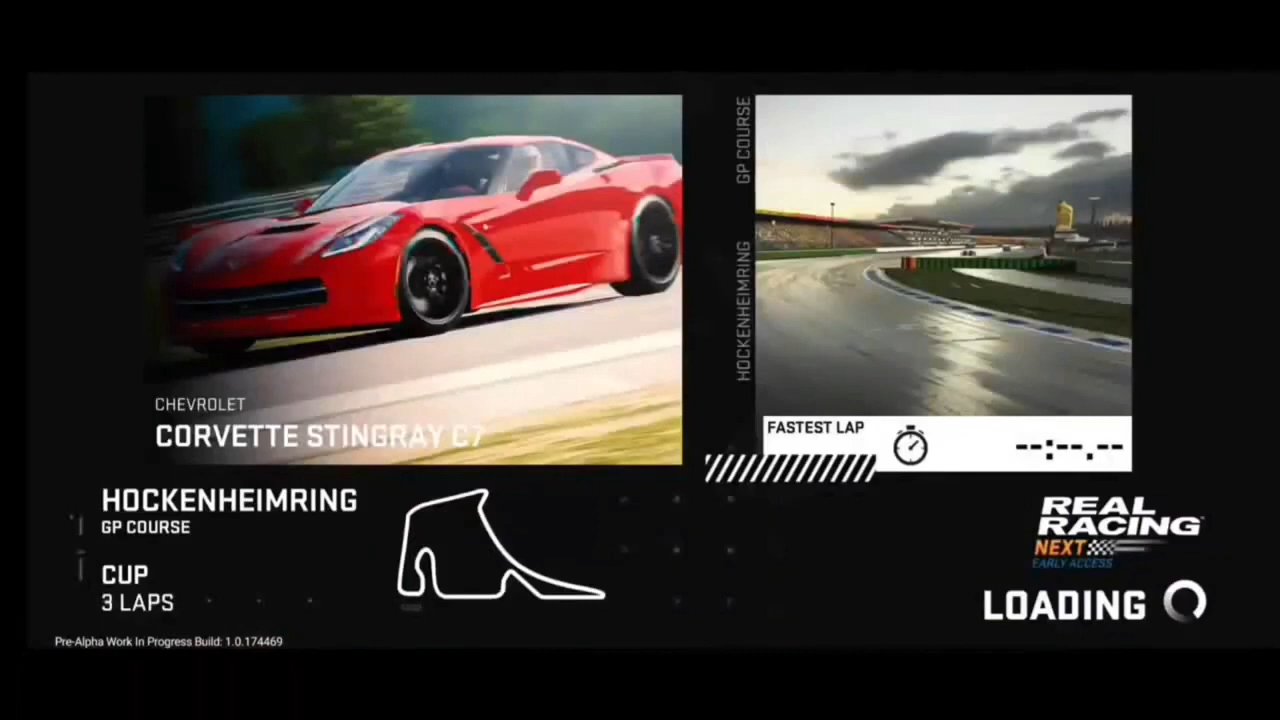 CHEVROLET
CORVETTE STINGRAY C7
GP COURSE
HOCKENHEIMRING
FASTEST LAP
--:--.--
HOCKENHEIMRING
GP COURSE
CUP
3 LAPS
REAL
RACING
NEXT
EARLY ACCESS
LOADING
Pre-Alpha Work In Progress Build: 1.0.174469